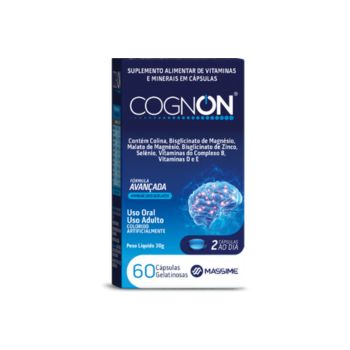 SUPLEMENTO ALIMENTAR DE VITAMINAS
E MINERAIS EM CÁPSULAS
COGNON®
Contém Colina, Bisglicinato de Magnésio,
Malato de Magnésio, Bisglicinato de Zinco,
Selênio, Vitaminas do Complexo B,
Vitaminas D e E
FÓRMULA
AVANÇADA
Uso Oral
Uso Adulto
COLORIDO
ARTIFICIALMENTE
Peso Líquido 30g
2 CÁPSULAS
AO DIA
60 Cápsulas
Gelatinosas
MASSIME